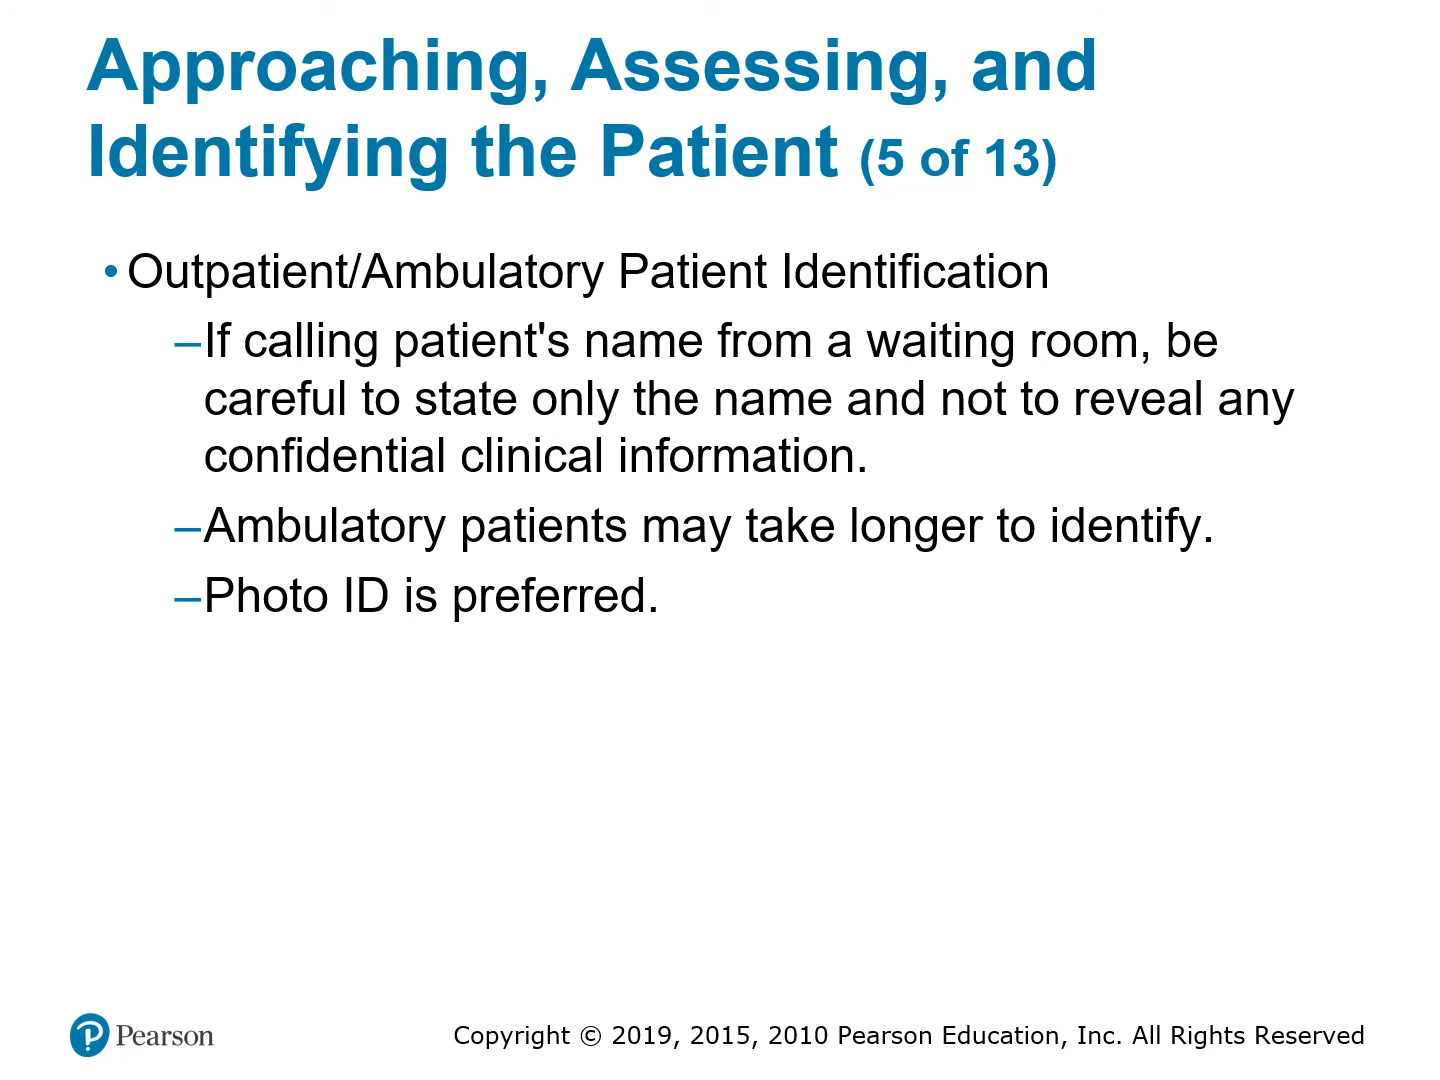 Approaching, Assessing, and
Identifying the Patient (5 of 13)
• Outpatient/Ambulatory Patient Identification
–If calling patient's name from a waiting room, be
careful to state only the name and not to reveal any
confidential clinical information.
–Ambulatory patients may take longer to identify.
–Photo ID is preferred.
Pearson
Copyright © 2019, 2015, 2010 Pearson Education, Inc. All Rights Reserved